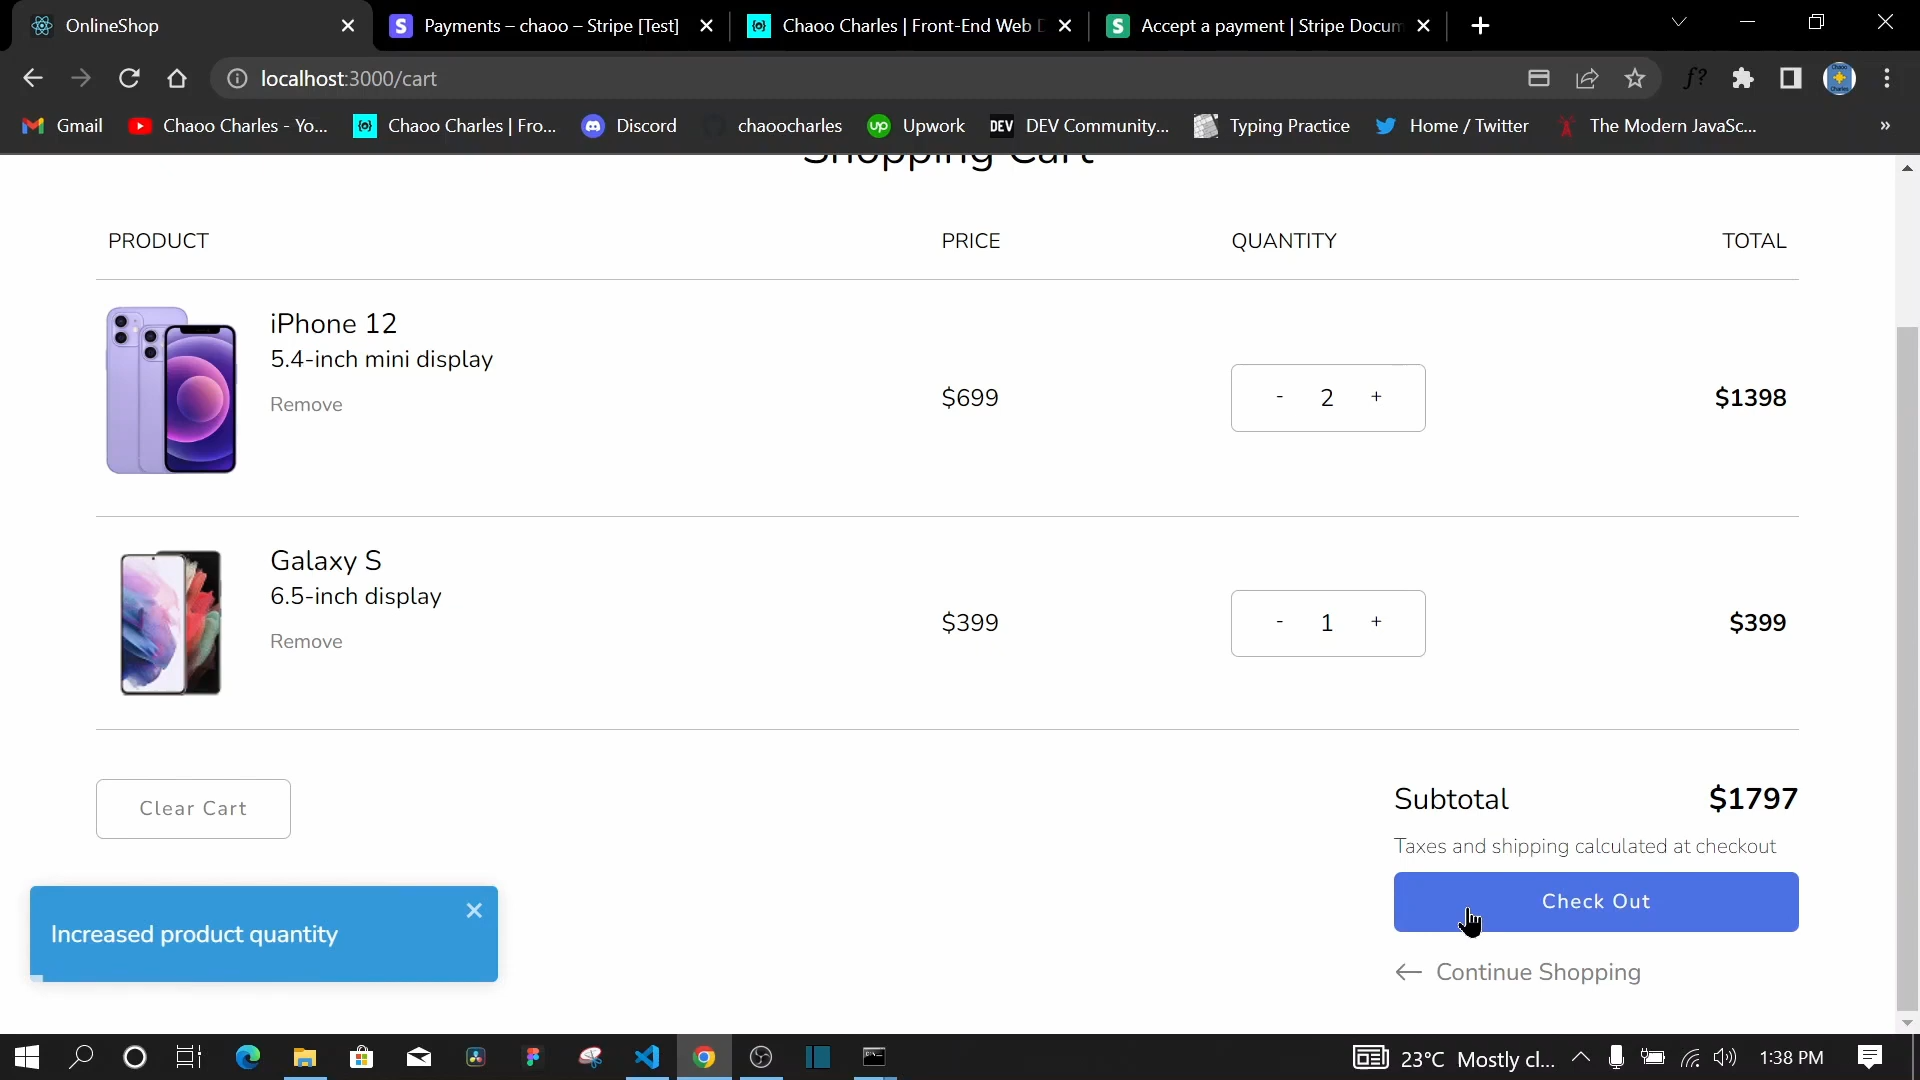 OnlineShop
Payments – chaoo – Stripe [Test]
Chaoo Charles | Front-End Web D
Accept a payment | Stripe Docum
localhost:3000/cart
f?
Gmail
Chaoo Charles - Yo...
Chaoo Charles | Fro...
Discord
chaoocharles
Upwork
DEV Community...
Typing Practice
Home / Twitter
The Modern JavaSc...
»
Shopping Cart
PRODUCT PRICE QUANTITY TOTAL
iPhone 12
5.4-inch mini display
Remove
$699
- 2 +
$1398
Galaxy S
6.5-inch display
Remove
$399
- 1 +
$399
Clear Cart
Subtotal $1797
Taxes and shipping calculated at checkout
Check Out
Continue Shopping
Increased product quantity
23°C Mostly cl...
1:38 PM